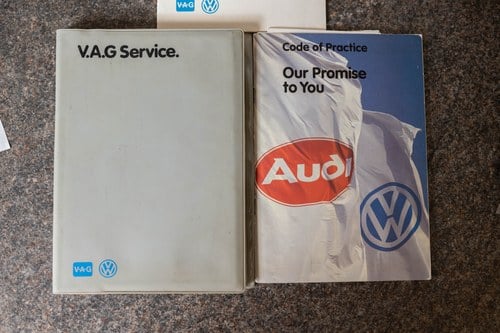 V·A·G
V.A.G Service.
V·A·G
Code of Practice
Our Promise
to You
Audi